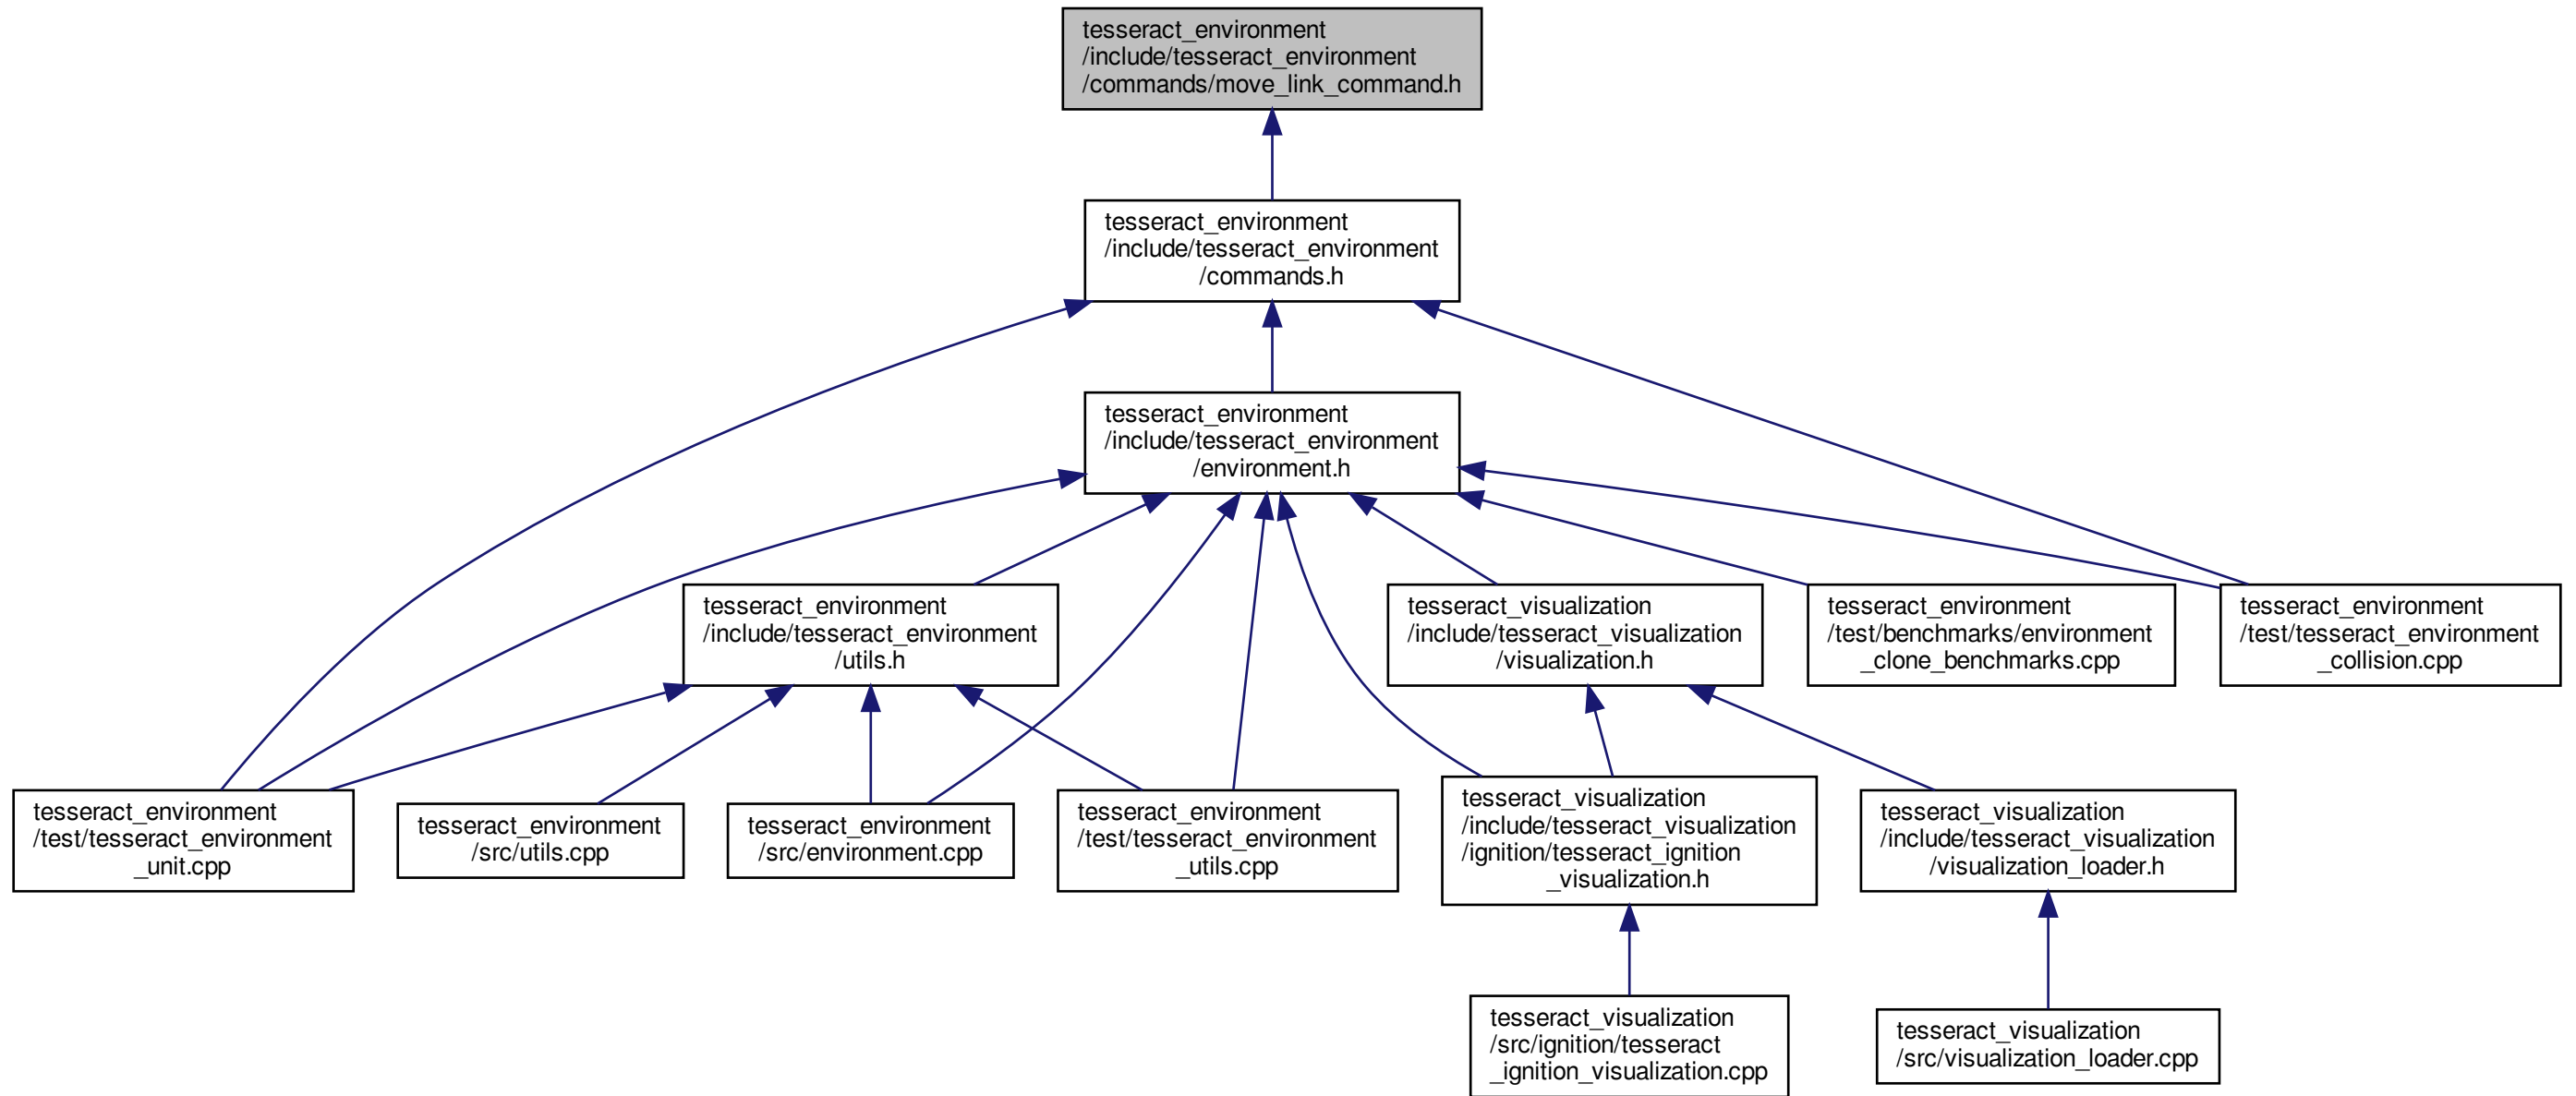 tesseract_environment
/include/tesseract_environment
/commands/move_link_command.h
tesseract_environment
/include/tesseract_environment
/commands.h
tesseract_environment
/include/tesseract_environment
/environment.h
tesseract_environment
/include/tesseract_environment
/utils.h
tesseract_visualization
/include/tesseract_visualization
/visualization.h
tesseract_environment
/test/benchmarks/environment
_clone_benchmarks.cpp
tesseract_environment
/test/tesseract_environment
_collision.cpp
tesseract_environment
/test/tesseract_environment
_unit.cpp
tesseract_environment
/src/utils.cpp
tesseract_environment
/src/environment.cpp
tesseract_environment
/test/tesseract_environment
_utils.cpp
tesseract_visualization
/include/tesseract_visualization
/ignition/tesseract_ignition
_visualization.h
tesseract_visualization
/include/tesseract_visualization
/visualization_loader.h
tesseract_visualization
/src/ignition/tesseract
_ignition_visualization.cpp
tesseract_visualization
/src/visualization_loader.cpp